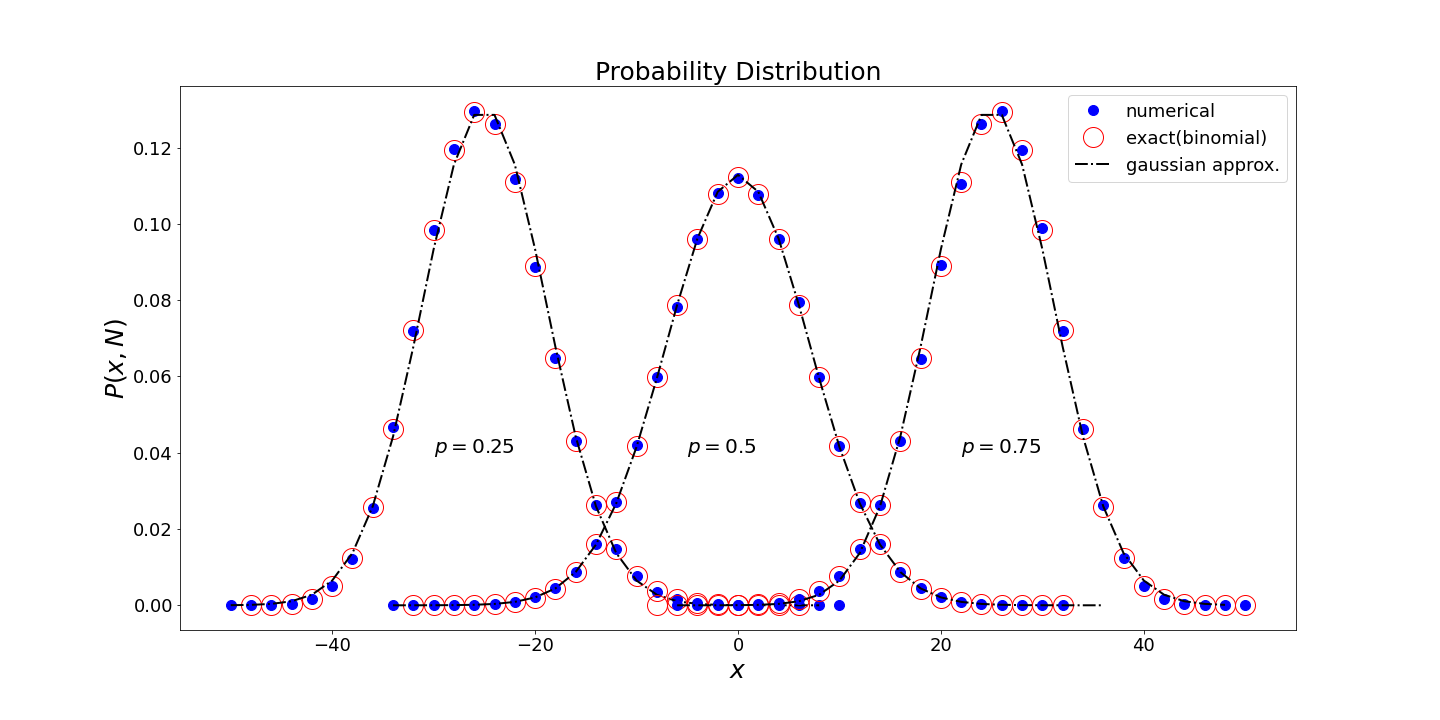 Probability Distribution
numerical
exact(binomial)
gaussian approx.
0.12
0.10
0.08
0.06
0.04
0.02
0.00
P(x, N)
p = 0.25
p = 0.5
p = 0.75
−40
−20
0
20
40
x